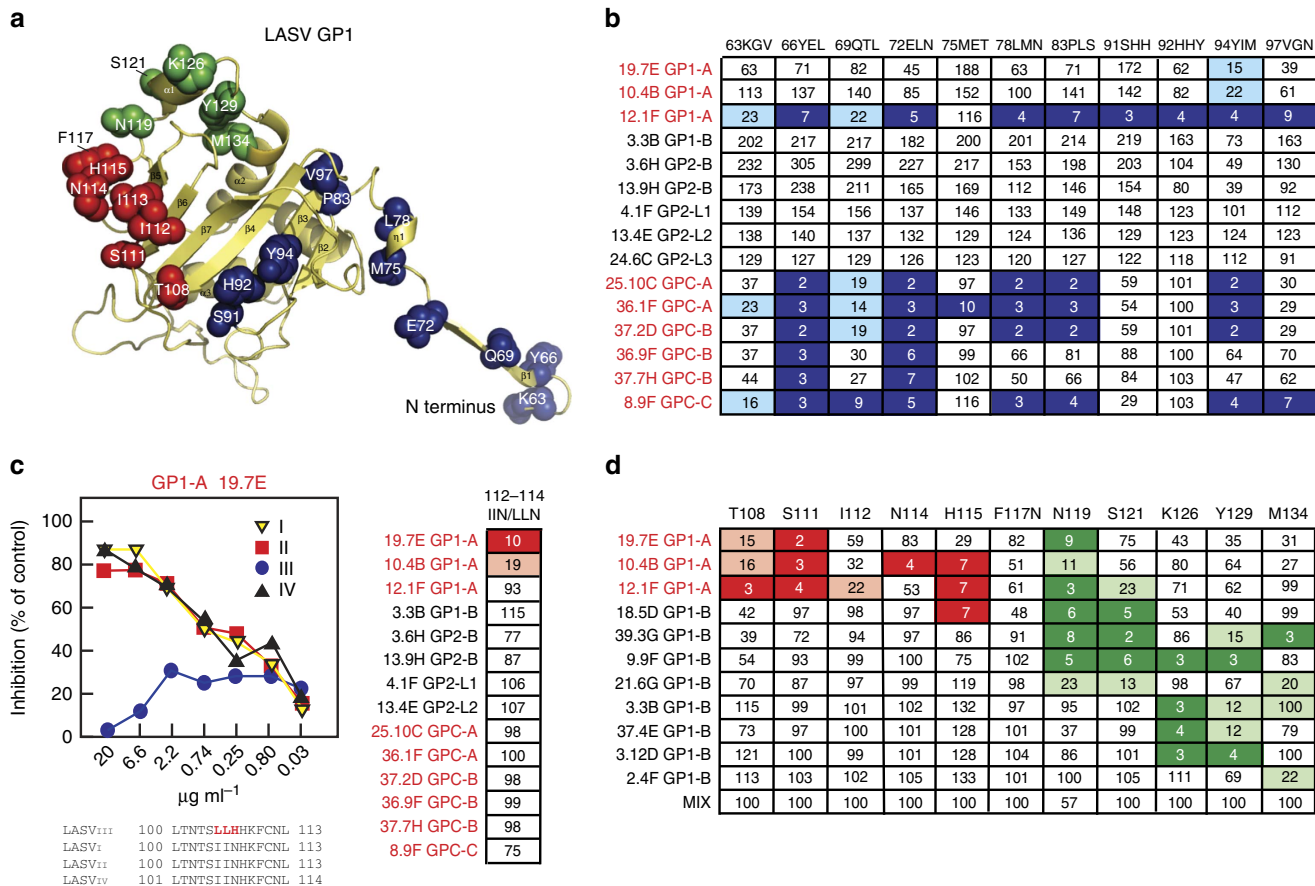 a
LASV GP1
S121
K126
α1
Y129
N119
M134
F117
H115
β5
α2
V97
N114
β6
P83
I113
I112
β7
β4
β3
β2
L78
η1
S111
Y94
M75
T108
α3
H92
S91
E72
Q69
Y66
β1
N terminus
K63
b
63KGV 66YEL 69QTL 72ELN 75MET 78LMN 83PLS 91SHH 92HHY 94YIM 97VGN
19.7E GP1-A 63 71 82 45 188 63 71 172 62 15 39
10.4B GP1-A 113 137 140 85 152 100 141 142 82 22 61
12.1F GP1-A 23 7 22 5 116 4 7 3 4 4 9
3.3B GP1-B 202 217 217 182 200 201 214 219 163 73 163
3.6H GP2-B 232 305 299 227 217 153 198 203 104 49 130
13.9H GP2-B 173 238 211 165 169 112 146 154 80 39 92
4.1F GP2-L1 139 154 156 137 146 133 149 148 123 101 112
13.4E GP2-L2 138 140 137 132 129 124 136 129 123 124 123
24.6C GP2-L3 129 127 129 126 123 120 127 122 118 112 91
25.10C GPC-A 37 2 19 2 97 2 2 59 101 2 30
36.1F GPC-A 23 3 14 3 10 3 3 54 100 3 29
37.2D GPC-B 37 2 19 2 97 2 2 59 101 2 29
36.9F GPC-B 37 3 30 6 99 66 81 88 100 64 70
37.7H GPC-B 44 3 27 7 102 50 66 84 103 47 62
8.9F GPC-C 16 3 9 5 116 3 4 29 103 4 7
c
GP1-A 19.7E
Inhibition (% of control)
100
80
60
40
20
0
I
II
III
IV
20 6.6 2.2 0.74 0.25 0.80 0.03
µg ml⁻¹
LASVIII 100 LTNTSLLHHKFCNL 113
LASVI 100 LTNTSIINHKFCNL 113
LASVII 100 LTNTSIINHKFCNL 113
LASVIV 101 LTNTSIINHKFCNL 114
112–114
IIN/LLN
19.7E GP1-A 10
10.4B GP1-A 19
12.1F GP1-A 93
3.3B GP1-B 115
3.6H GP2-B 77
13.9H GP2-B 87
4.1F GP2-L1 106
13.4E GP2-L2 107
25.10C GPC-A 98
36.1F GPC-A 100
37.2D GPC-B 98
36.9F GPC-B 99
37.7H GPC-B 98
8.9F GPC-C 75
d
T108 S111 I112 N114 H115 F117N N119 S121 K126 Y129 M134
19.7E GP1-A 15 2 59 83 29 82 9 75 43 35 31
10.4B GP1-A 16 3 32 4 7 51 11 56 80 64 27
12.1F GP1-A 3 4 22 53 7 61 3 23 71 62 99
18.5D GP1-B 42 97 98 97 7 48 6 5 53 40 99
39.3G GP1-B 39 72 94 97 86 91 8 2 86 15 3
9.9F GP1-B 54 93 99 100 75 102 5 6 3 3 83
21.6G GP1-B 70 87 97 99 119 98 23 13 98 67 20
3.3B GP1-B 115 99 101 102 132 97 95 102 3 12 100
37.4E GP1-B 73 97 100 101 128 101 37 99 4 12 79
3.12D GP1-B 121 100 99 101 128 104 86 101 3 4 101
2.4F GP1-B 113 103 102 105 133 101 100 105 111 69 22
MIX 100 100 100 100 100 100 57 100 100 100 100